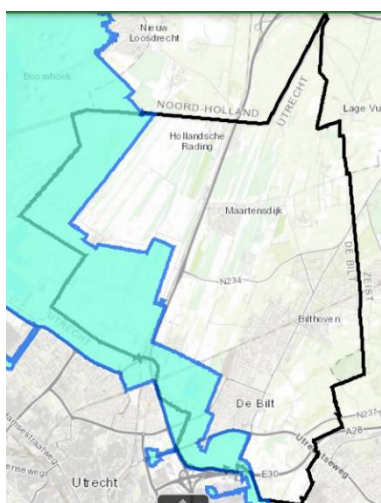 Nieuw
Loosdrecht
Boomhoek
NOORD-HOLLAND
UTRECHT
Lage Vu
Hollandsche
Rading
Maartensdijk
DE BILT
ZEIST
N234
Bilthoven
UTRECHT
De Bilt
N237
A28
Utrechtseweg
E30
Utrecht